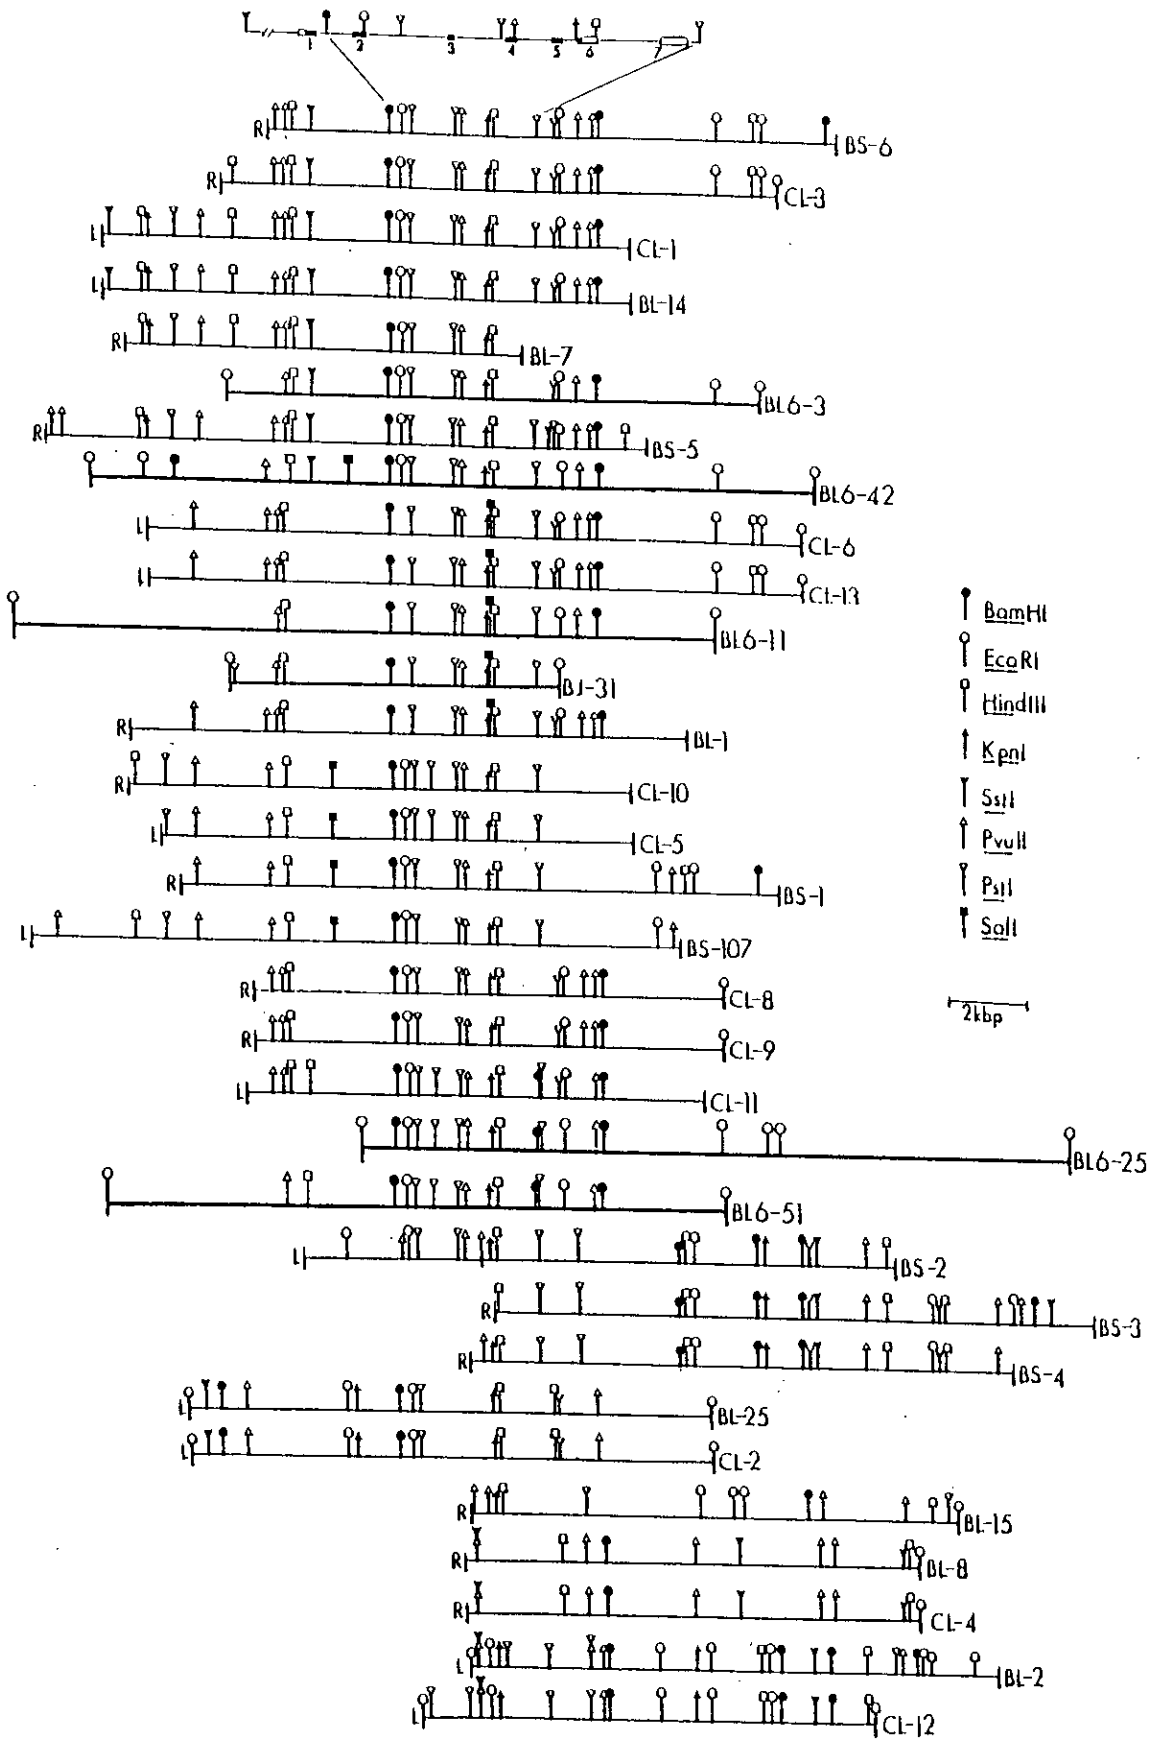 1 2 3 4 5 6 7
R BS-6
R CL-3
L CL-1
L BL-14
R BL-7
BL6-3
R BS-5
BL6-42
L CL-6
L CL-13
BL6-11
BJ-31
R BL-1
R CL-10
L CL-5
R BS-1
L BS-107
R CL-8
R CL-9
L CL-11
BL6-25
BL6-51
L BS-2
R BS-3
R BS-4
L BL-25
L CL-2
R BL-15
R BL-8
R CL-4
L BL-2
L CL-12
BamHI
EcoRI
HindIII
KpnI
SstI
PvuII
PstI
SalI
2kbp